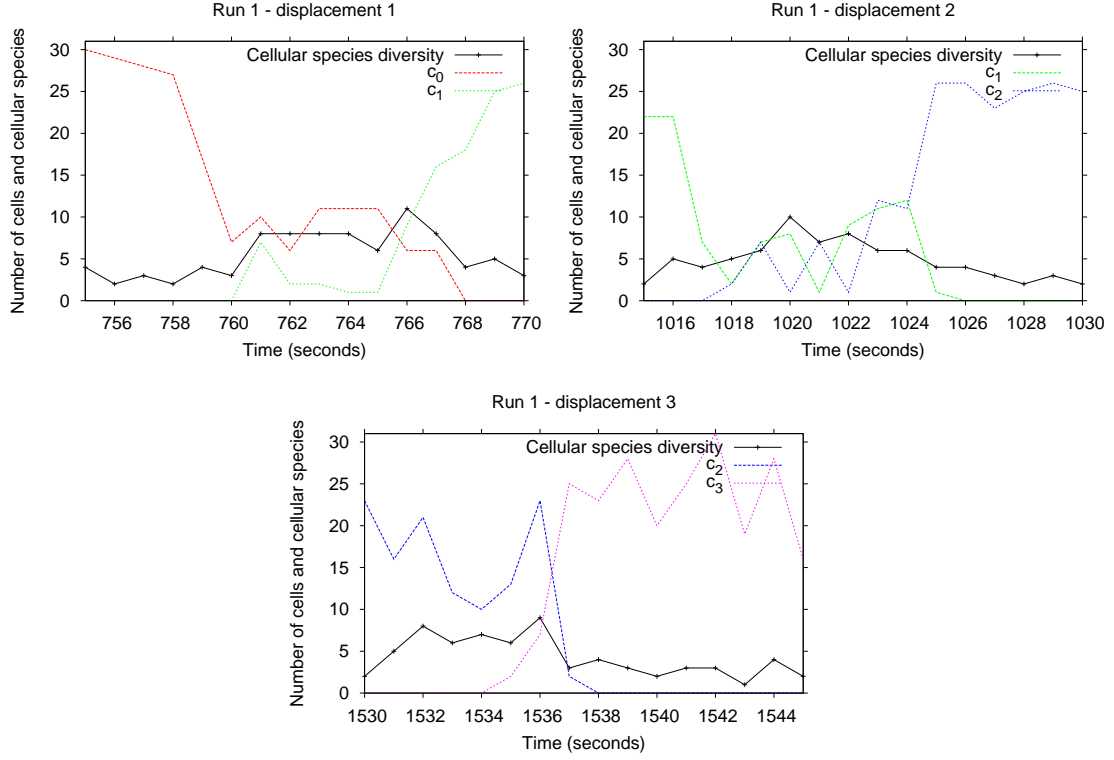 Run 1 - displacement 1
Number of cells and cellular species
30
25
20
15
10
5
0
Cellular species diversity
c0
c1
756 758 760 762 764 766 768 770
Time (seconds)
Run 1 - displacement 2
Number of cells and cellular species
30
25
20
15
10
5
0
Cellular species diversity
c1
c2
1016 1018 1020 1022 1024 1026 1028 1030
Time (seconds)
Run 1 - displacement 3
Number of cells and cellular species
30
25
20
15
10
5
0
Cellular species diversity
c2
c3
1530 1532 1534 1536 1538 1540 1542 1544
Time (seconds)